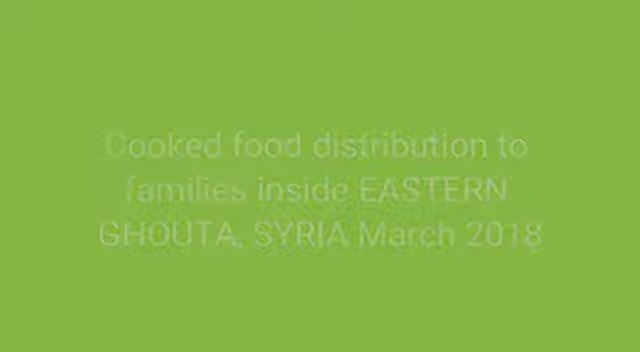 Cooked food distribution to
families inside EASTERN
GHOUTA, SYRIA March 2018